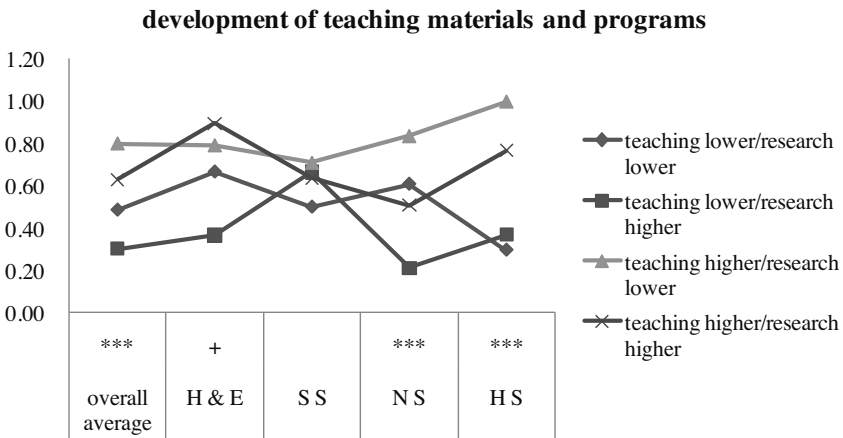 development of teaching materials and programs
1.20
1.00
0.80
0.60
0.40
0.20
0.00
*** + *** ***
overall average H & E S S N S H S
teaching lower/research
lower
teaching lower/research
higher
teaching higher/research
lower
teaching higher/research
higher